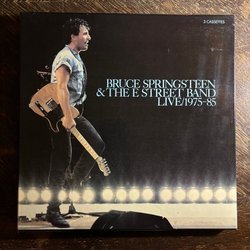 3 CASSETTES
BRUCE SPRINGSTEEN
& THE E STREET BAND
LIVE/1975-85